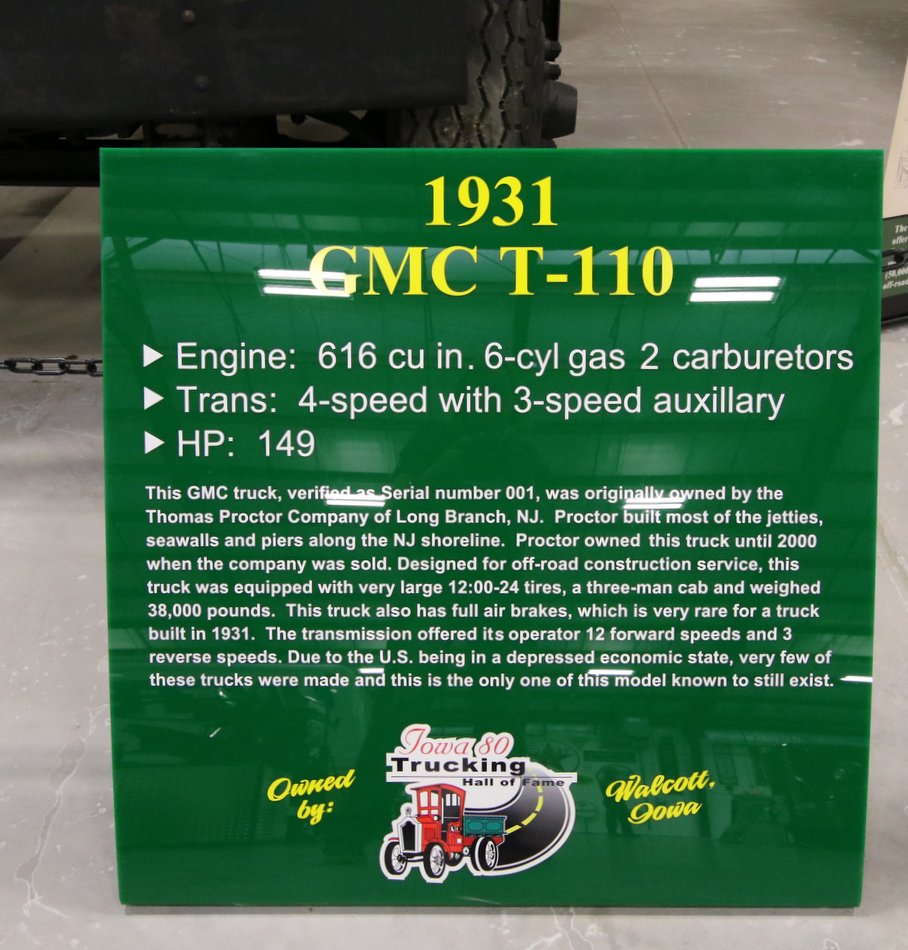 1931
GMC T-110
▶ Engine: 616 cu in. 6-cyl gas 2 carburetors
▶ Trans: 4-speed with 3-speed auxillary
▶ HP: 149
This GMC truck, verified as Serial number 001, was originally owned by the
Thomas Proctor Company of Long Branch, NJ. Proctor built most of the jetties,
seawalls and piers along the NJ shoreline. Proctor owned this truck until 2000
when the company was sold. Designed for off-road construction service, this
truck was equipped with very large 12:00-24 tires, a three-man cab and weighed
38,000 pounds. This truck also has full air brakes, which is very rare for a truck
built in 1931. The transmission offered its operator 12 forward speeds and 3
reverse speeds. Due to the U.S. being in a depressed economic state, very few of
these trucks were made and this is the only one of this model known to still exist.
Owned
by:
Iowa 80
Trucking
Hall of Fame
Walcott,
Iowa
The
offer
(50,000
off-road